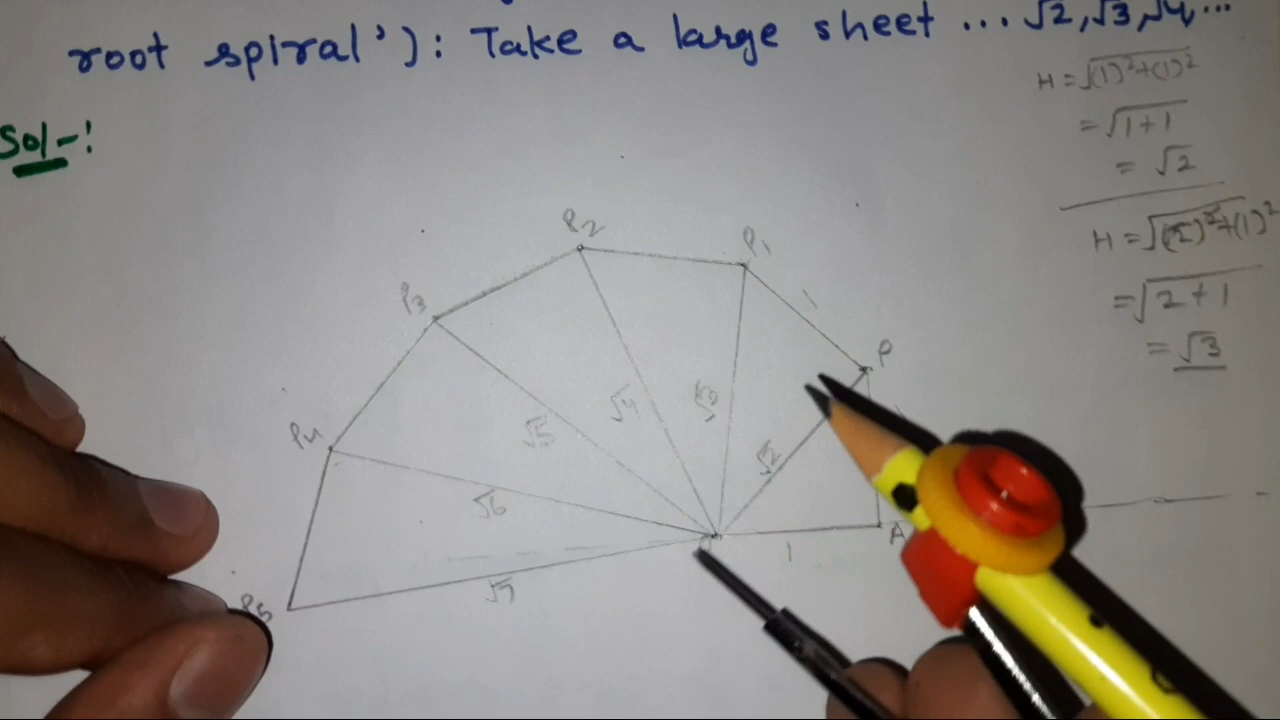 root spiral'): Take a large sheet ... √2, √3, √4 ...
Sol-:
H = √(1)²+(1)²
= √1+1
= √2
H = √(√2)²+(1)²
= √2+1
= √3
P2
P1
P3
1
P
P4
√5
√4
√3
√2
√6
A
1
√7
P5